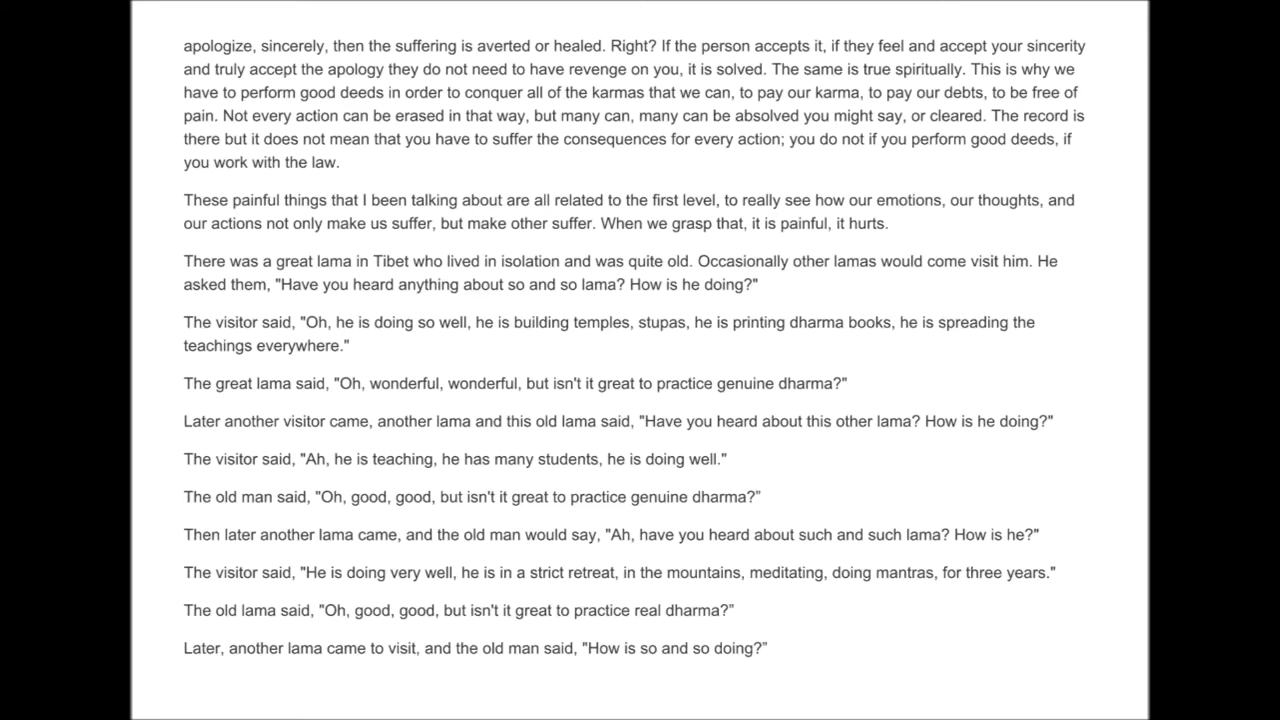 apologize, sincerely, then the suffering is averted or healed. Right? If the person accepts it, if they feel and accept your sincerity
and truly accept the apology they do not need to have revenge on you, it is solved. The same is true spiritually. This is why we
have to perform good deeds in order to conquer all of the karmas that we can, to pay our karma, to pay our debts, to be free of
pain. Not every action can be erased in that way, but many can, many can be absolved you might say, or cleared. The record is
there but it does not mean that you have to suffer the consequences for every action; you do not if you perform good deeds, if
you work with the law.
These painful things that I been talking about are all related to the first level, to really see how our emotions, our thoughts, and
our actions not only make us suffer, but make other suffer. When we grasp that, it is painful, it hurts.
There was a great lama in Tibet who lived in isolation and was quite old. Occasionally other lamas would come visit him. He
asked them, "Have you heard anything about so and so lama? How is he doing?"
The visitor said, "Oh, he is doing so well, he is building temples, stupas, he is printing dharma books, he is spreading the
teachings everywhere."
The great lama said, "Oh, wonderful, wonderful, but isn't it great to practice genuine dharma?"
Later another visitor came, another lama and this old lama said, "Have you heard about this other lama? How is he doing?"
The visitor said, "Ah, he is teaching, he has many students, he is doing well."
The old man said, "Oh, good, good, but isn't it great to practice genuine dharma?”
Then later another lama came, and the old man would say, "Ah, have you heard about such and such lama? How is he?"
The visitor said, "He is doing very well, he is in a strict retreat, in the mountains, meditating, doing mantras, for three years."
The old lama said, "Oh, good, good, but isn't it great to practice real dharma?”
Later, another lama came to visit, and the old man said, "How is so and so doing?”